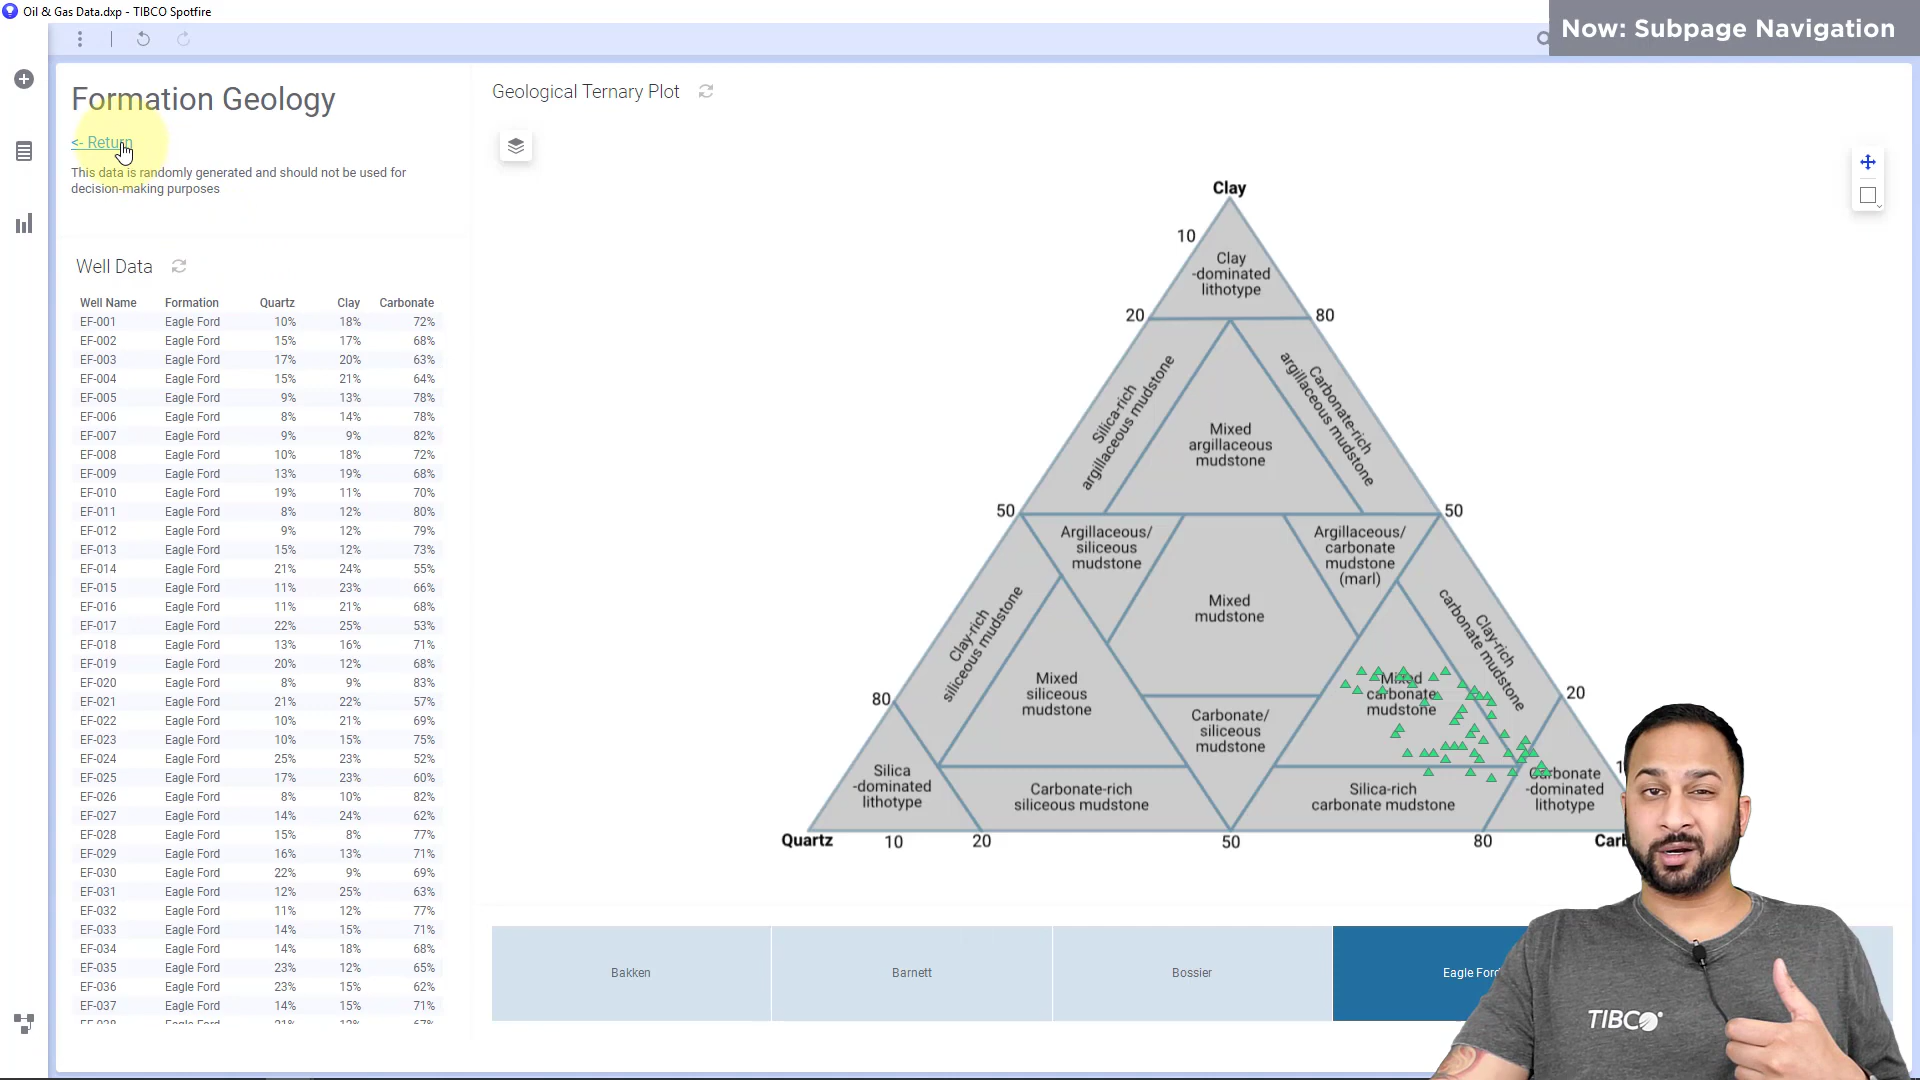 Oil & Gas Data.dxp - TIBCO Spotfire
Now: Subpage Navigation
Formation Geology
<- Return
This data is randomly generated and should not be used for
decision-making purposes
Well Data
Well Name Formation Quartz Clay Carbonate
EF-001 Eagle Ford 10% 18% 72%
EF-002 Eagle Ford 15% 17% 68%
EF-003 Eagle Ford 17% 20% 63%
EF-004 Eagle Ford 15% 21% 64%
EF-005 Eagle Ford 9% 13% 78%
EF-006 Eagle Ford 8% 14% 78%
EF-007 Eagle Ford 9% 9% 82%
EF-008 Eagle Ford 10% 18% 72%
EF-009 Eagle Ford 13% 19% 68%
EF-010 Eagle Ford 19% 11% 70%
EF-011 Eagle Ford 8% 12% 80%
EF-012 Eagle Ford 9% 12% 79%
EF-013 Eagle Ford 15% 12% 73%
EF-014 Eagle Ford 21% 24% 55%
EF-015 Eagle Ford 11% 23% 66%
EF-016 Eagle Ford 11% 21% 68%
EF-017 Eagle Ford 22% 25% 53%
EF-018 Eagle Ford 13% 16% 71%
EF-019 Eagle Ford 20% 12% 68%
EF-020 Eagle Ford 8% 9% 83%
EF-021 Eagle Ford 21% 22% 57%
EF-022 Eagle Ford 10% 21% 69%
EF-023 Eagle Ford 10% 15% 75%
EF-024 Eagle Ford 25% 23% 52%
EF-025 Eagle Ford 17% 23% 60%
EF-026 Eagle Ford 8% 10% 82%
EF-027 Eagle Ford 14% 24% 62%
EF-028 Eagle Ford 15% 8% 77%
EF-029 Eagle Ford 16% 13% 71%
EF-030 Eagle Ford 22% 9% 69%
EF-031 Eagle Ford 12% 25% 63%
EF-032 Eagle Ford 11% 12% 77%
EF-033 Eagle Ford 14% 15% 71%
EF-034 Eagle Ford 14% 18% 68%
EF-035 Eagle Ford 23% 12% 65%
EF-036 Eagle Ford 23% 15% 62%
EF-037 Eagle Ford 14% 15% 71%
Geological Ternary Plot
Clay
10
Clay
-dominated
lithotype
20
80
Silica-rich
argillaceous mudstone
Carbonate-rich
argillaceous mudstone
Mixed
argillaceous
mudstone
50
50
Argillaceous/
siliceous
mudstone
Argillaceous/
carbonate
mudstone
(marl)
Mixed
mudstone
Clay-rich
siliceous mudstone
Clay-rich
carbonate mudstone
Mixed
siliceous
mudstone
Mixed
carbonate
mudstone
80
20
Carbonate/
siliceous
mudstone
Silica
-dominated
lithotype
Carbonate-rich
siliceous mudstone
Silica-rich
carbonate mudstone
Carbonate
-dominated
lithotype
Quartz
10
20
50
80
Bakken
Barnett
Bossier
Eagle Ford
TIBCO